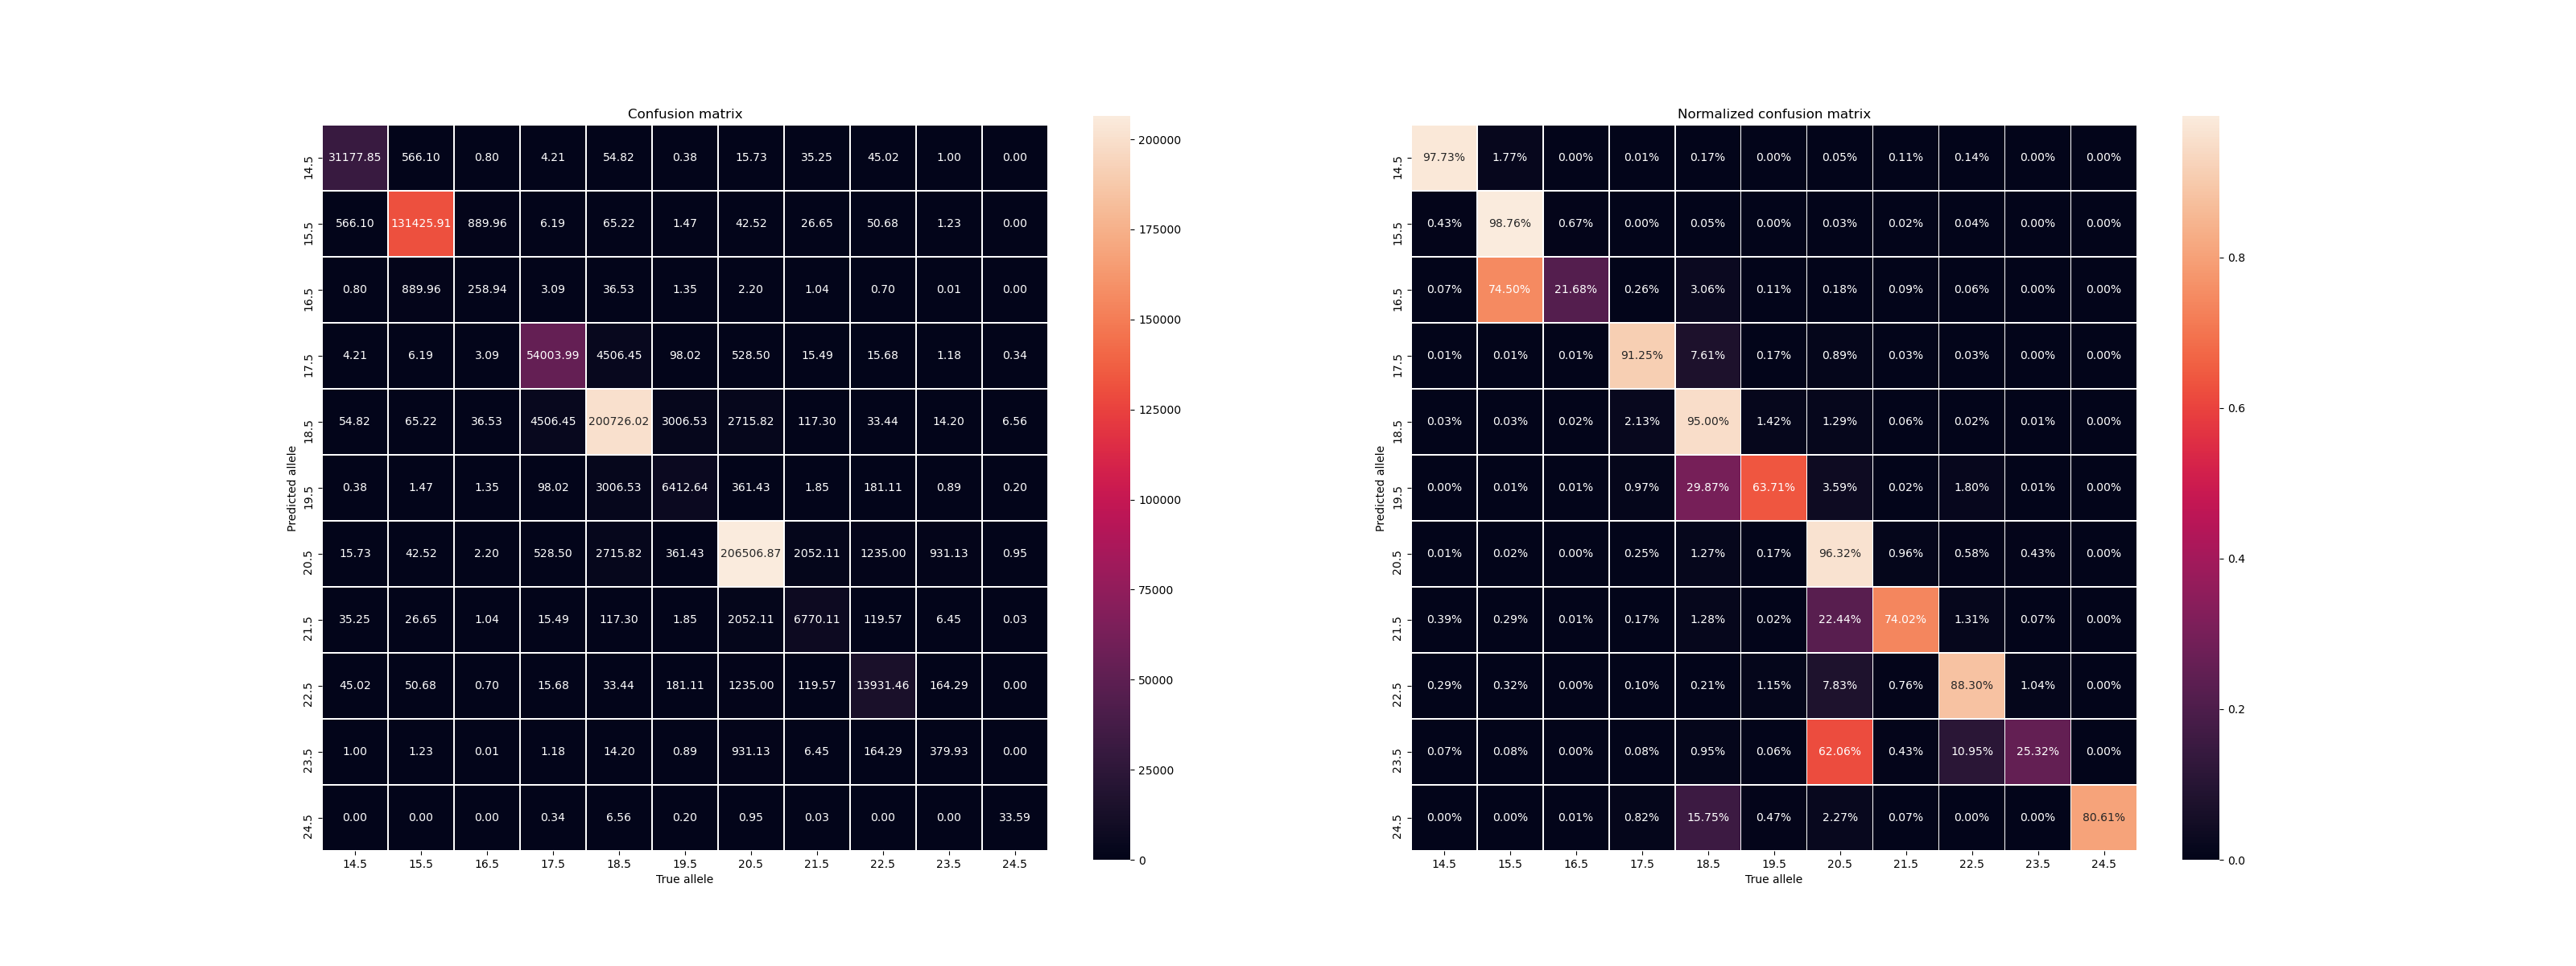 Confusion matrix
14.5 31177.85 566.10 0.80 4.21 54.82 0.38 15.73 35.25 45.02 1.00 0.00
15.5 566.10 131425.91 889.96 6.19 65.22 1.47 42.52 26.65 50.68 1.23 0.00
16.5 0.80 889.96 258.94 3.09 36.53 1.35 2.20 1.04 0.70 0.01 0.00
17.5 4.21 6.19 3.09 54003.99 4506.45 98.02 528.50 15.49 15.68 1.18 0.34
18.5 54.82 65.22 36.53 4506.45 200726.02 3006.53 2715.82 117.30 33.44 14.20 6.56
19.5 0.38 1.47 1.35 98.02 3006.53 6412.64 361.43 1.85 181.11 0.89 0.20
20.5 15.73 42.52 2.20 528.50 2715.82 361.43 206506.87 2052.11 1235.00 931.13 0.95
21.5 35.25 26.65 1.04 15.49 117.30 1.85 2052.11 6770.11 119.57 6.45 0.03
22.5 45.02 50.68 0.70 15.68 33.44 181.11 1235.00 119.57 13931.46 164.29 0.00
23.5 1.00 1.23 0.01 1.18 14.20 0.89 931.13 6.45 164.29 379.93 0.00
24.5 0.00 0.00 0.00 0.34 6.56 0.20 0.95 0.03 0.00 0.00 33.59
14.5 15.5 16.5 17.5 18.5 19.5 20.5 21.5 22.5 23.5 24.5
True allele
Predicted allele
200000
175000
150000
125000
100000
75000
50000
25000
0
Normalized confusion matrix
14.5 97.73% 1.77% 0.00% 0.01% 0.17% 0.00% 0.05% 0.11% 0.14% 0.00% 0.00%
15.5 0.43% 98.76% 0.67% 0.00% 0.05% 0.00% 0.03% 0.02% 0.04% 0.00% 0.00%
16.5 0.07% 74.50% 21.68% 0.26% 3.06% 0.11% 0.18% 0.09% 0.06% 0.00% 0.00%
17.5 0.01% 0.01% 0.01% 91.25% 7.61% 0.17% 0.89% 0.03% 0.03% 0.00% 0.00%
18.5 0.03% 0.03% 0.02% 2.13% 95.00% 1.42% 1.29% 0.06% 0.02% 0.01% 0.00%
19.5 0.00% 0.01% 0.01% 0.97% 29.87% 63.71% 3.59% 0.02% 1.80% 0.01% 0.00%
20.5 0.01% 0.02% 0.00% 0.25% 1.27% 0.17% 96.32% 0.96% 0.58% 0.43% 0.00%
21.5 0.39% 0.29% 0.01% 0.17% 1.28% 0.02% 22.44% 74.02% 1.31% 0.07% 0.00%
22.5 0.29% 0.32% 0.00% 0.10% 0.21% 1.15% 7.83% 0.76% 88.30% 1.04% 0.00%
23.5 0.07% 0.08% 0.00% 0.08% 0.95% 0.06% 62.06% 0.43% 10.95% 25.32% 0.00%
24.5 0.00% 0.00% 0.01% 0.82% 15.75% 0.47% 2.27% 0.07% 0.00% 0.00% 80.61%
14.5 15.5 16.5 17.5 18.5 19.5 20.5 21.5 22.5 23.5 24.5
True allele
Predicted allele
0.8
0.6
0.4
0.2
0.0